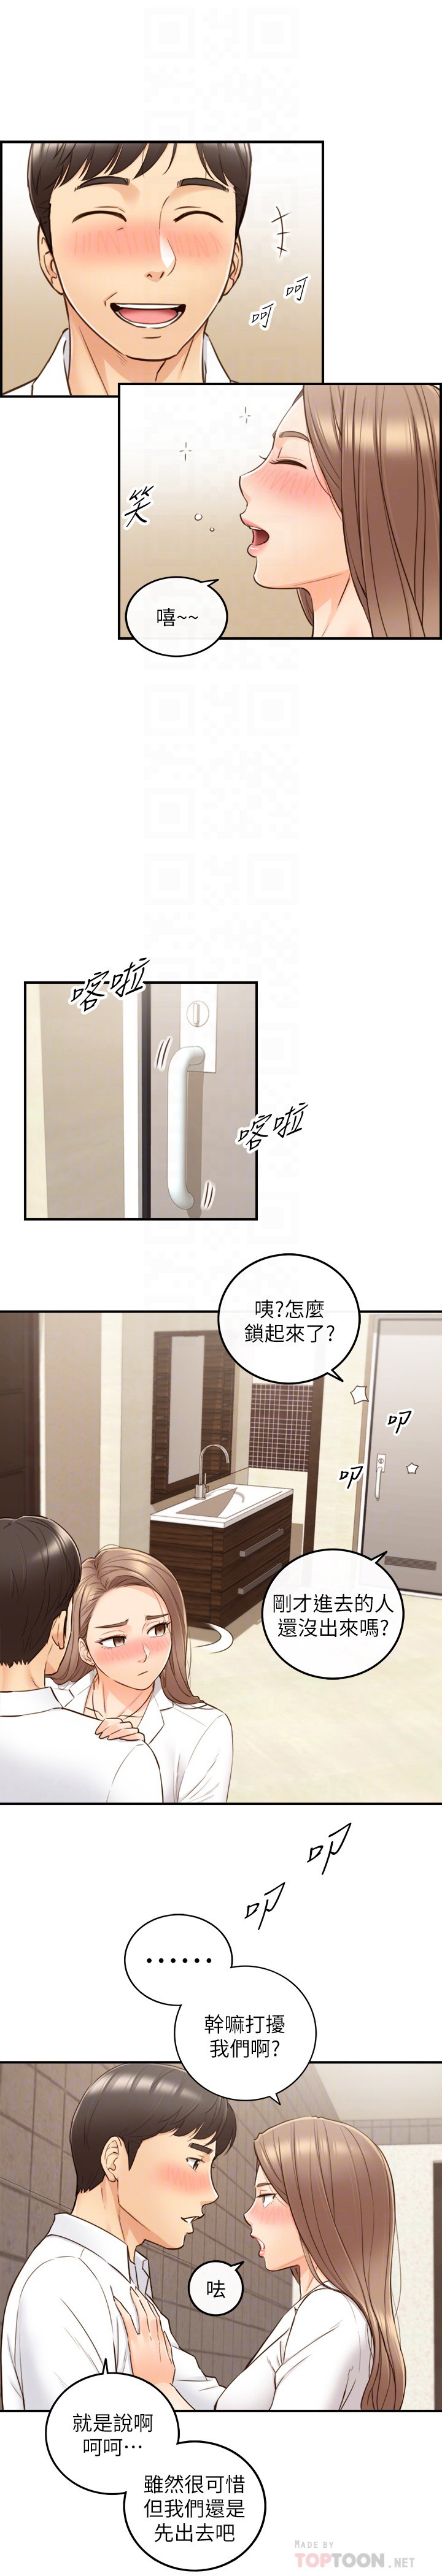 呵
呵
笑
嘻~~
喀啦
喀啦
咦?怎麼
鎖起來了?
叩
叩
剛才進去的人
還沒出來嗎?
叩
叩
······
幹嘛打擾
我們啊?
呿
就是說啊
呵呵…
雖然很可惜
但我們還是
先出去吧
MADE BY
TOPTOON.NET